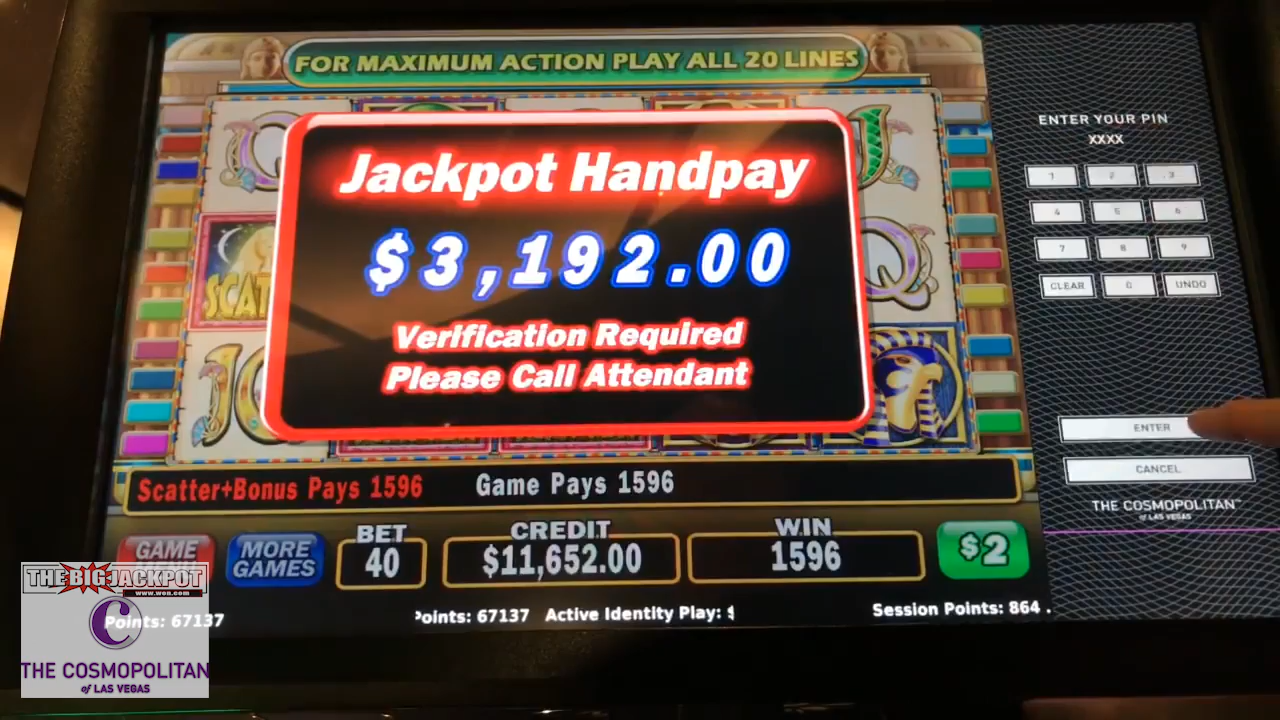 FOR MAXIMUM ACTION PLAY ALL 20 LINES
Jackpot Handpay
$3,192.00
Verification Required
Please Call Attendant
Scatter+Bonus Pays 1596 Game Pays 1596
BET
40
CREDIT
$11,652.00
WIN
1596
GAME
MORE
GAMES
$2
Points: 67137
Points: 67137 Active Identity Play: $
Session Points: 864
ENTER YOUR PIN
XXXX
1 2 3
4 5 6
7 8 9
CLEAR 0 UNDO
ENTER
CANCEL
THE COSMOPOLITAN™
of LAS VEGAS
THE BIG JACKPOT
www.won.com
C
THE COSMOPOLITAN
of LAS VEGAS